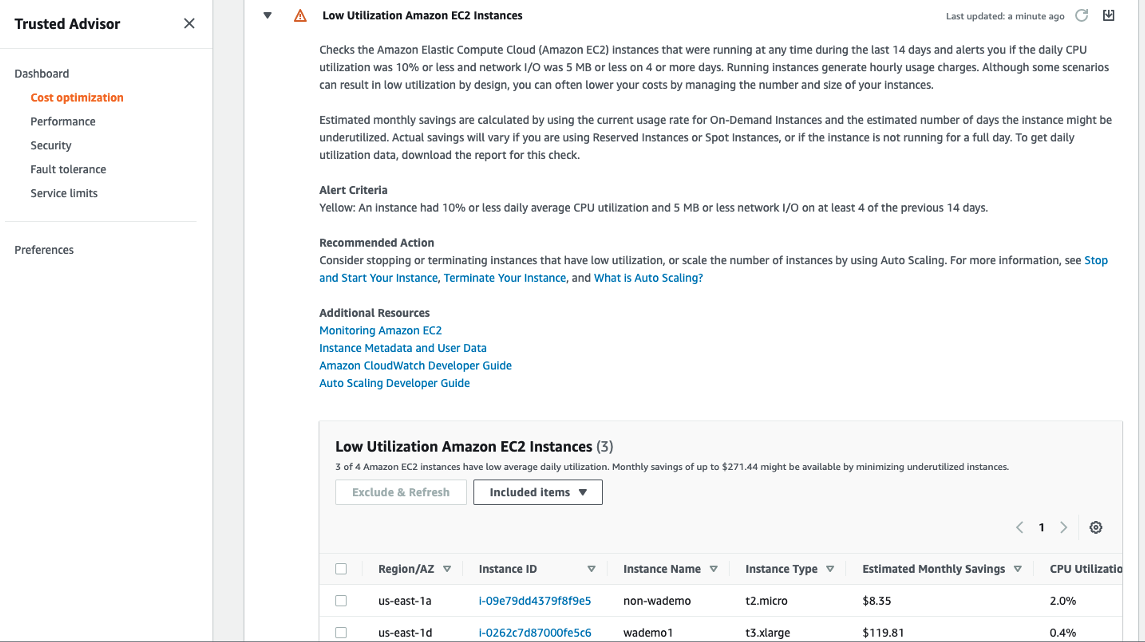 Trusted Advisor
Dashboard
Cost optimization
Performance
Security
Fault tolerance
Service limits
Preferences
Low Utilization Amazon EC2 Instances
Last updated: a minute ago
Checks the Amazon Elastic Compute Cloud (Amazon EC2) instances that were running at any time during the last 14 days and alerts you if the daily CPU
utilization was 10% or less and network I/O was 5 MB or less on 4 or more days. Running instances generate hourly usage charges. Although some scenarios
can result in low utilization by design, you can often lower your costs by managing the number and size of your instances.
Estimated monthly savings are calculated by using the current usage rate for On-Demand Instances and the estimated number of days the instance might be
underutilized. Actual savings will vary if you are using Reserved Instances or Spot Instances, or if the instance is not running for a full day. To get daily
utilization data, download the report for this check.
Alert Criteria
Yellow: An instance had 10% or less daily average CPU utilization and 5 MB or less network I/O on at least 4 of the previous 14 days.
Recommended Action
Consider stopping or terminating instances that have low utilization, or scale the number of instances by using Auto Scaling. For more information, see Stop
and Start Your Instance, Terminate Your Instance, and What is Auto Scaling?
Additional Resources
Monitoring Amazon EC2
Instance Metadata and User Data
Amazon CloudWatch Developer Guide
Auto Scaling Developer Guide
Low Utilization Amazon EC2 Instances (3)
3 of 4 Amazon EC2 instances have low average daily utilization. Monthly savings of up to $271.44 might be available by minimizing underutilized instances.
Exclude & Refresh Included items
1
Region/AZ Instance ID Instance Name Instance Type Estimated Monthly Savings CPU Utilizatio
us-east-1a i-09e79dd4379f8f9e5 non-wademo t2.micro $8.35 2.0%
us-east-1d i-0262c7d87000fe5c6 wademo1 t3.xlarge $119.81 0.4%